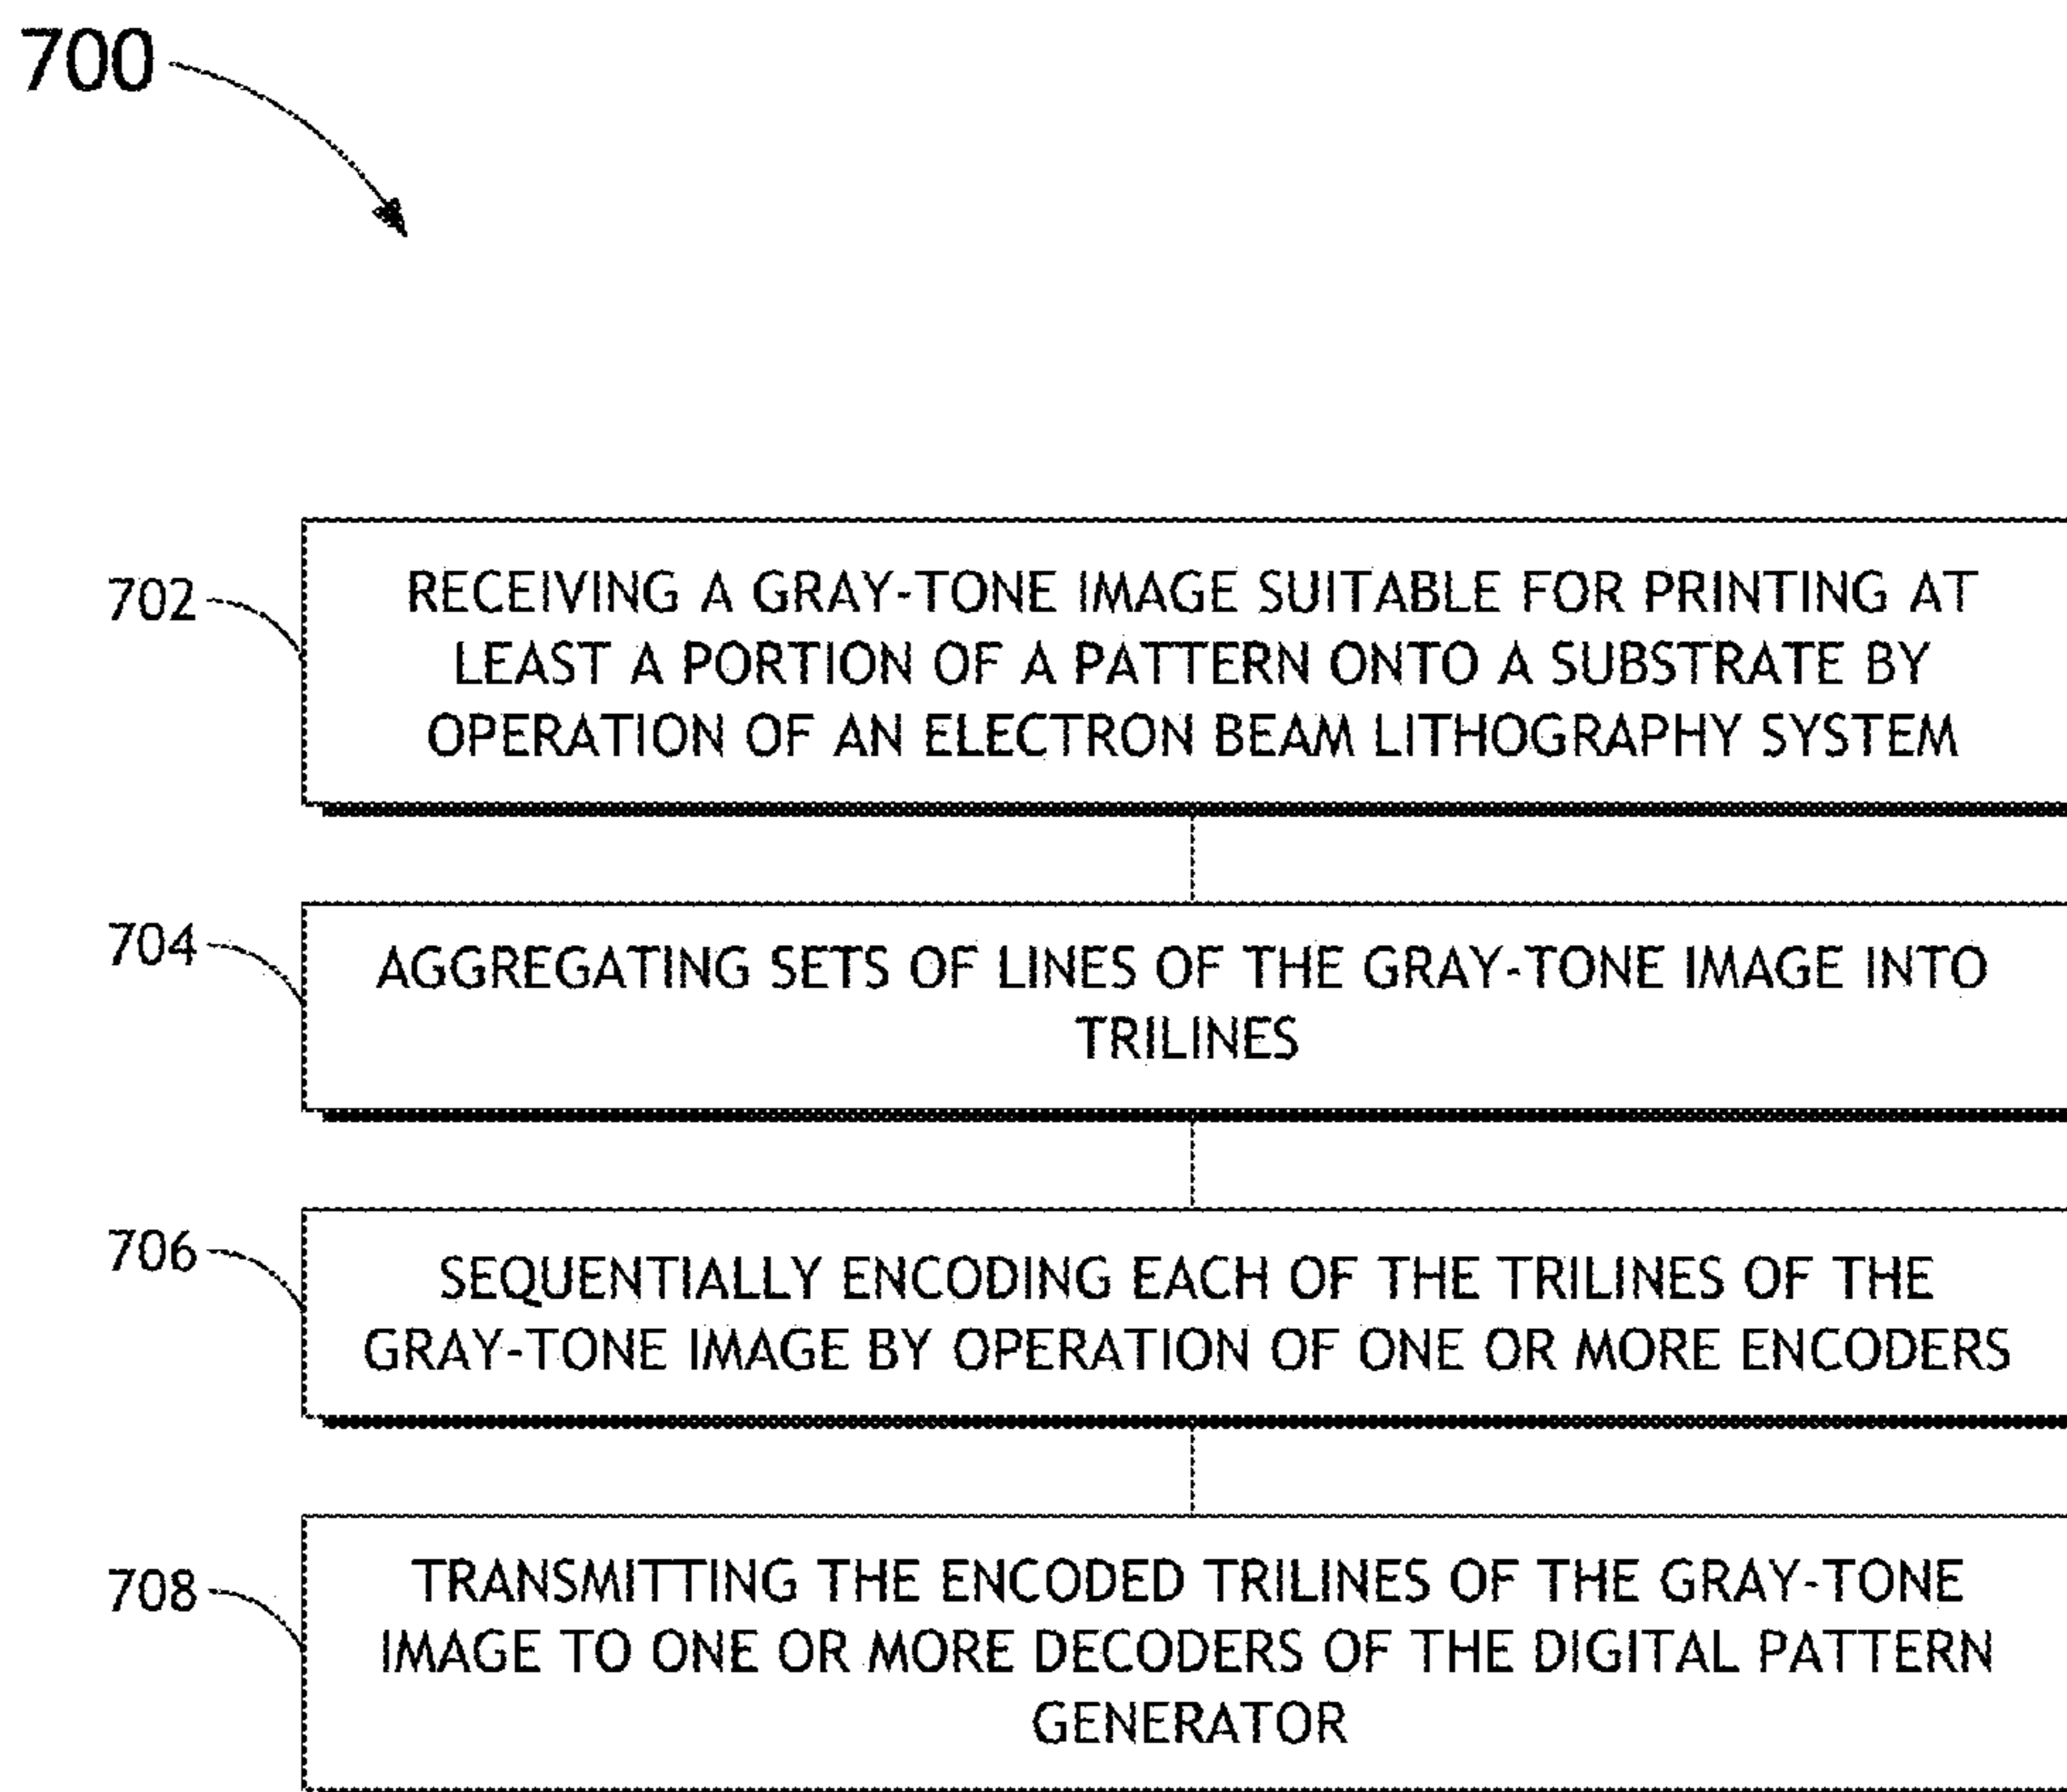 700
702
RECEIVING A GRAY-TONE IMAGE SUITABLE FOR PRINTING AT
LEAST A PORTION OF A PATTERN ONTO A SUBSTRATE BY
OPERATION OF AN ELECTRON BEAM LITHOGRAPHY SYSTEM
704
AGGREGATING SETS OF LINES OF THE GRAY-TONE IMAGE INTO
TRILINES
706
SEQUENTIALLY ENCODING EACH OF THE TRILINES OF THE
GRAY-TONE IMAGE BY OPERATION OF ONE OR MORE ENCODERS
708
TRANSMITTING THE ENCODED TRILINES OF THE GRAY-TONE
IMAGE TO ONE OR MORE DECODERS OF THE DIGITAL PATTERN
GENERATOR